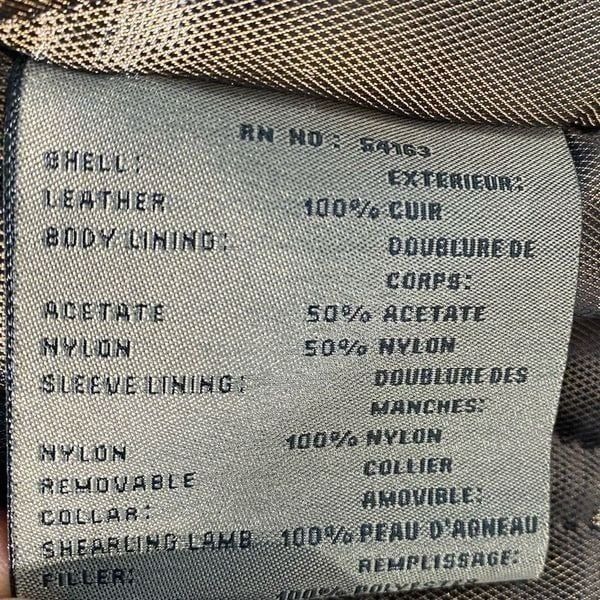 RN NO: 54163
SHELL: EXTERIEUR:
LEATHER 100% CUIR
BODY LINING: DOUBLURE DE
CORPS:
ACETATE 50% ACETATE
NYLON 50% NYLON
SLEEVE LINING: DOUBLURE DES
MANCHES:
NYLON 100% NYLON
REMOVABLE COLLIER
COLLAR: AMOVIBLE:
SHEARLING LAMB 100% PEAU D'AGNEAU
FILLER: REMPLISSAGE:
100% POLYESTER